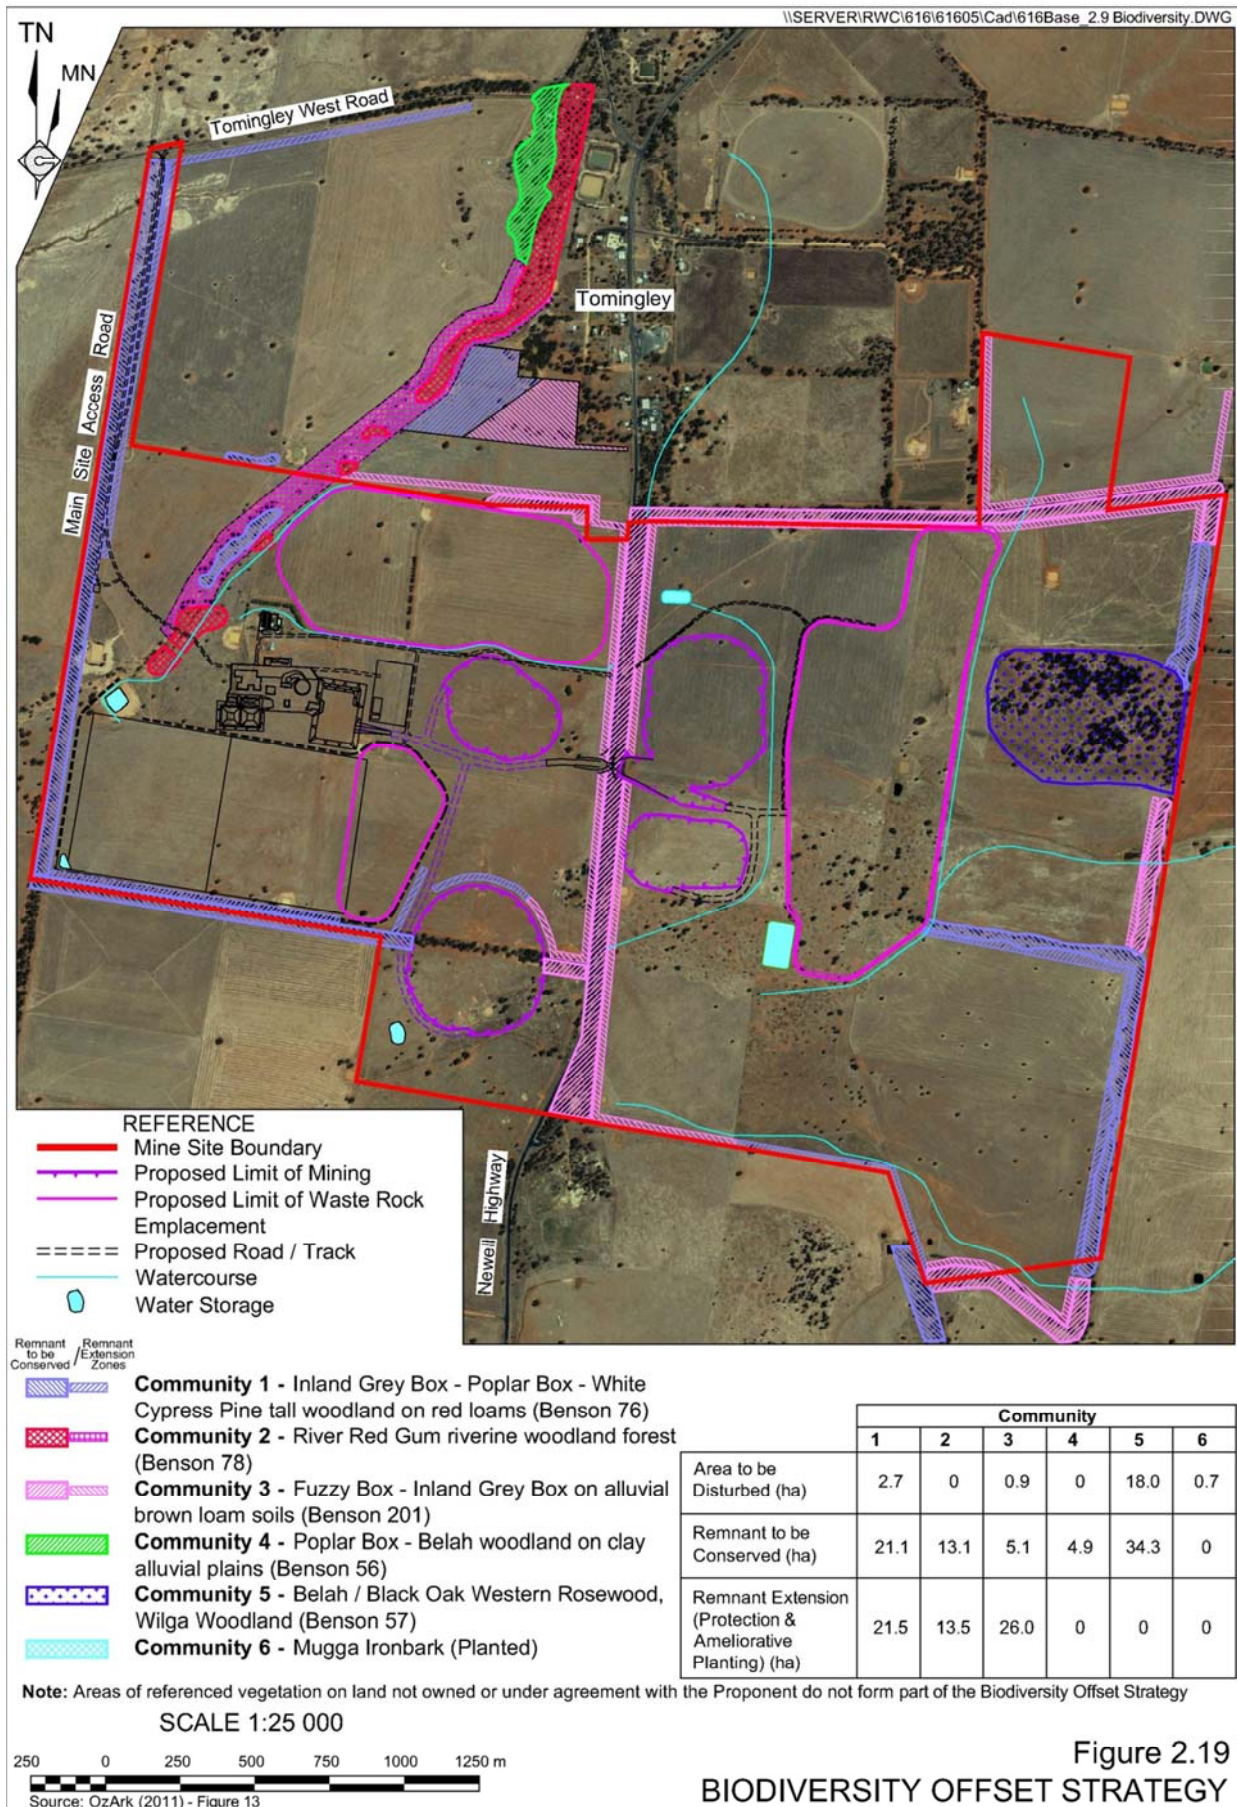 \\SERVER\RWC\616\61605\Cad\616Base_2.9 Biodiversity.DWG
TN
MN
Tomingley West Road
Tomingley
Main Site Access Road
Newell Highway
REFERENCE
Mine Site Boundary
Proposed Limit of Mining
Proposed Limit of Waste Rock
Emplacement
Proposed Road / Track
Watercourse
Water Storage
Remnant to be Conserved / Remnant Extension Zones
Community 1 - Inland Grey Box - Poplar Box - White
Cypress Pine tall woodland on red loams (Benson 76)
Community 2 - River Red Gum riverine woodland forest
(Benson 78)
Community 3 - Fuzzy Box - Inland Grey Box on alluvial
brown loam soils (Benson 201)
Community 4 - Poplar Box - Belah woodland on clay
alluvial plains (Benson 56)
Community 5 - Belah / Black Oak Western Rosewood,
Wilga Woodland (Benson 57)
Community 6 - Mugga Ironbark (Planted)
Community
1 2 3 4 5 6
Area to be
Disturbed (ha)
2.7 0 0.9 0 18.0 0.7
Remnant to be
Conserved (ha)
21.1 13.1 5.1 4.9 34.3 0
Remnant Extension
(Protection &
Ameliorative
Planting) (ha)
21.5 13.5 26.0 0 0 0
Note: Areas of referenced vegetation on land not owned or under agreement with the Proponent do not form part of the Biodiversity Offset Strategy
SCALE 1:25 000
250 0 250 500 750 1000 1250 m
Source: OzArk (2011) - Figure 13
Figure 2.19
BIODIVERSITY OFFSET STRATEGY